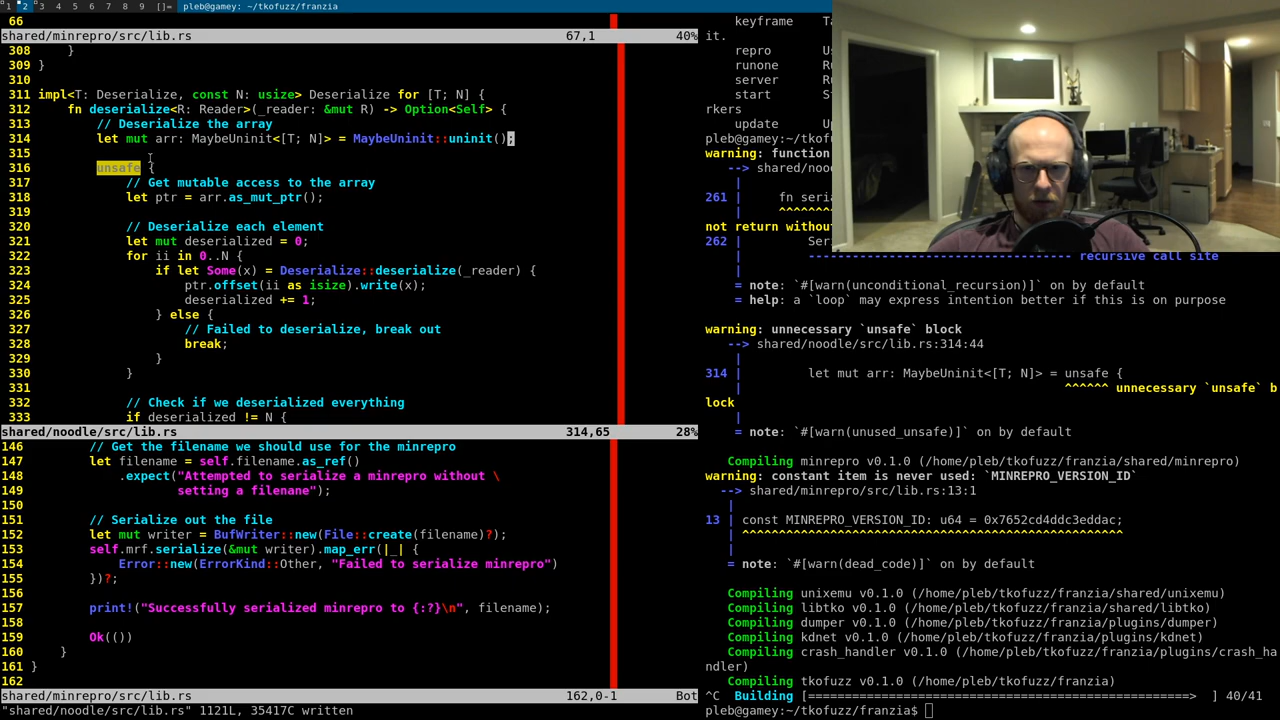 1 2 3 4 5 6 7 8 9 []= pleb@gamey: ~/tkofuzz/franzia
66
shared/minrepro/src/lib.rs 67,1 40%
308 }
309 }
310
311 impl<T: Deserialize, const N: usize> Deserialize for [T; N] {
312 fn deserialize<R: Reader>(_reader: &mut R) -> Option<Self> {
313 // Deserialize the array
314 let mut arr: MaybeUninit<[T; N]> = MaybeUninit::uninit();
315
316 unsafe {
317 // Get mutable access to the array
318 let ptr = arr.as_mut_ptr();
319
320 // Deserialize each element
321 let mut deserialized = 0;
322 for ii in 0..N {
323 if let Some(x) = Deserialize::deserialize(_reader) {
324 ptr.offset(ii as isize).write(x);
325 deserialized += 1;
326 } else {
327 // Failed to deserialize, break out
328 break;
329 }
330 }
331
332 // Check if we deserialized everything
333 if deserialized != N {
shared/noodle/src/lib.rs 314,65 28%
146 // Get the filename we should use for the minrepro
147 let filename = self.filename.as_ref()
148 .expect("Attempted to serialize a minrepro without \
149 setting a filename");
150
151 // Serialize out the file
152 let mut writer = BufWriter::new(File::create(filename)?);
153 self.mrf.serialize(&mut writer).map_err(|_| {
154 Error::new(ErrorKind::Other, "Failed to serialize minrepro")
155 })?;
156
157 print!("Successfully serialized minrepro to {:?}\n", filename);
158
159 Ok(())
160 }
161 }
162
shared/minrepro/src/lib.rs 162,0-1 Bot
"shared/noodle/src/lib.rs" 1121L, 35417C written
keyframe Ta
it.
repro Us
runone Ru
server Ru
start St
rkers
update Up
pleb@gamey:~/tkofu
warning: function
--> shared/noo
|
261 | fn seria
| ^^^^^^^^
not return without
262 | Ser
| ----------------------------------- recursive call site
|
= note: `#[warn(unconditional_recursion)]` on by default
= help: a `loop` may express intention better if this is on purpose
warning: unnecessary `unsafe` block
--> shared/noodle/src/lib.rs:314:44
|
314 | let mut arr: MaybeUninit<[T; N]> = unsafe {
| ^^^^^^ unnecessary `unsafe` b
lock
|
= note: `#[warn(unused_unsafe)]` on by default
Compiling minrepro v0.1.0 (/home/pleb/tkofuzz/franzia/shared/minrepro)
warning: constant item is never used: `MINREPRO_VERSION_ID`
--> shared/minrepro/src/lib.rs:13:1
|
13 | const MINREPRO_VERSION_ID: u64 = 0x7652cd4ddc3eddac;
| ^^^^^^^^^^^^^^^^^^^^^^^^^^^^^^^^^^^^^^^^^^^^^^^^^^^^
|
= note: `#[warn(dead_code)]` on by default
Compiling unixemu v0.1.0 (/home/pleb/tkofuzz/franzia/shared/unixemu)
Compiling libtko v0.1.0 (/home/pleb/tkofuzz/franzia/shared/libtko)
Compiling dumper v0.1.0 (/home/pleb/tkofuzz/franzia/plugins/dumper)
Compiling kdnet v0.1.0 (/home/pleb/tkofuzz/franzia/plugins/kdnet)
Compiling crash_handler v0.1.0 (/home/pleb/tkofuzz/franzia/plugins/crash_ha
ndler)
Compiling tkofuzz v0.1.0 (/home/pleb/tkofuzz/franzia)
^C Building [====================================================> ] 40/41
pleb@gamey:~/tkofuzz/franzia$